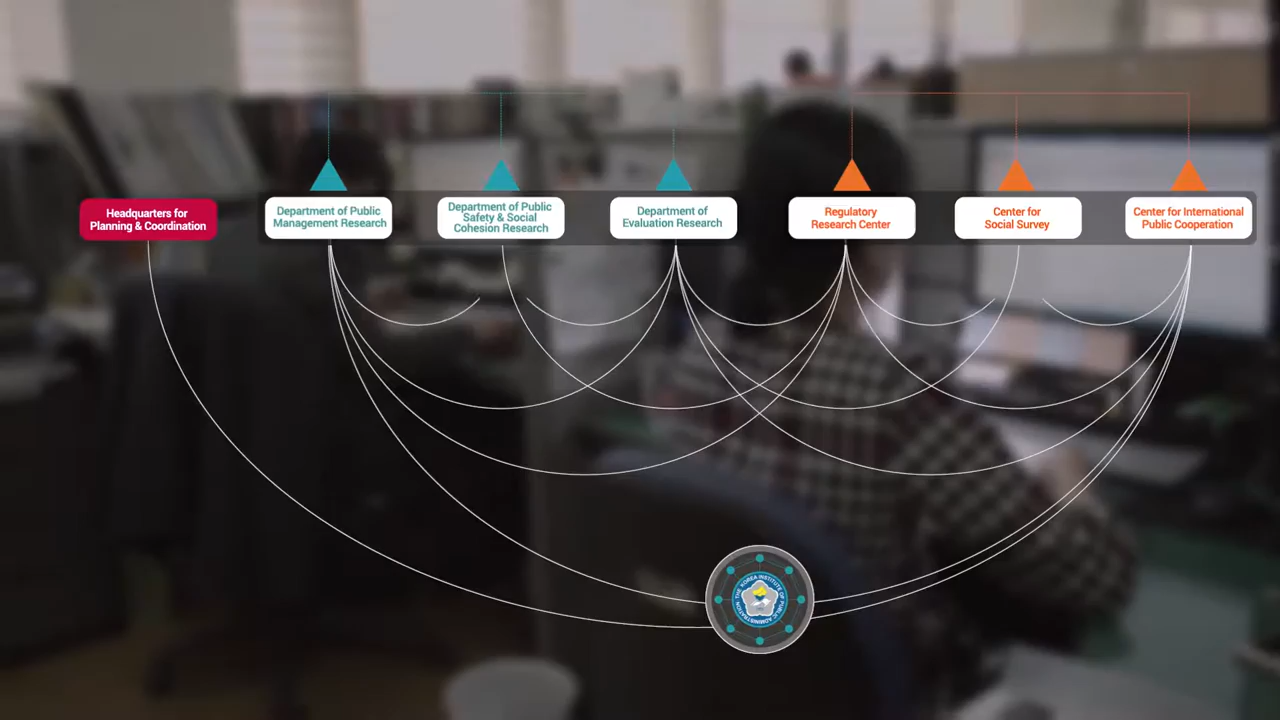 Headquarters for
Planning & Coordination
Department of Public
Management Research
Department of Public
Safety & Social
Cohesion Research
Department of
Evaluation Research
Regulatory
Research Center
Center for
Social Survey
Center for International
Public Cooperation
THE KOREA INSTITUTE OF PUBLIC ADMINISTRATION